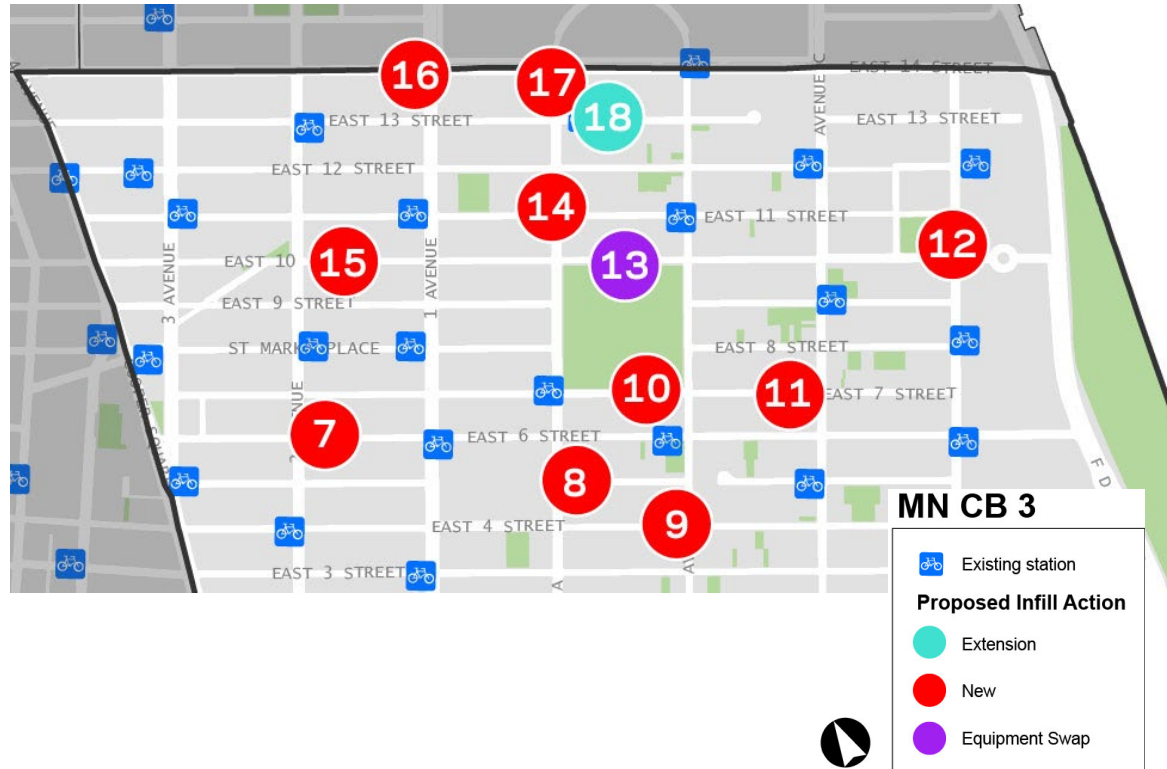 16
17
EAST 14 STREET
18
EAST 13 STREET
AVENUE C
EAST 13 STREET
EAST 12 STREET
14
EAST 11 STREET
12
3 AVENUE
EAST 10
15
1 AVENUE
13
EAST 9 STREET
ST MARK PLACE
EAST 8 STREET
10
11
EAST 7 STREET
7
EAST 6 STREET
8
9
EAST 4 STREET
F D
EAST 3 STREET
A
MN CB 3
Existing station
Proposed Infill Action
Extension
New
Equipment Swap